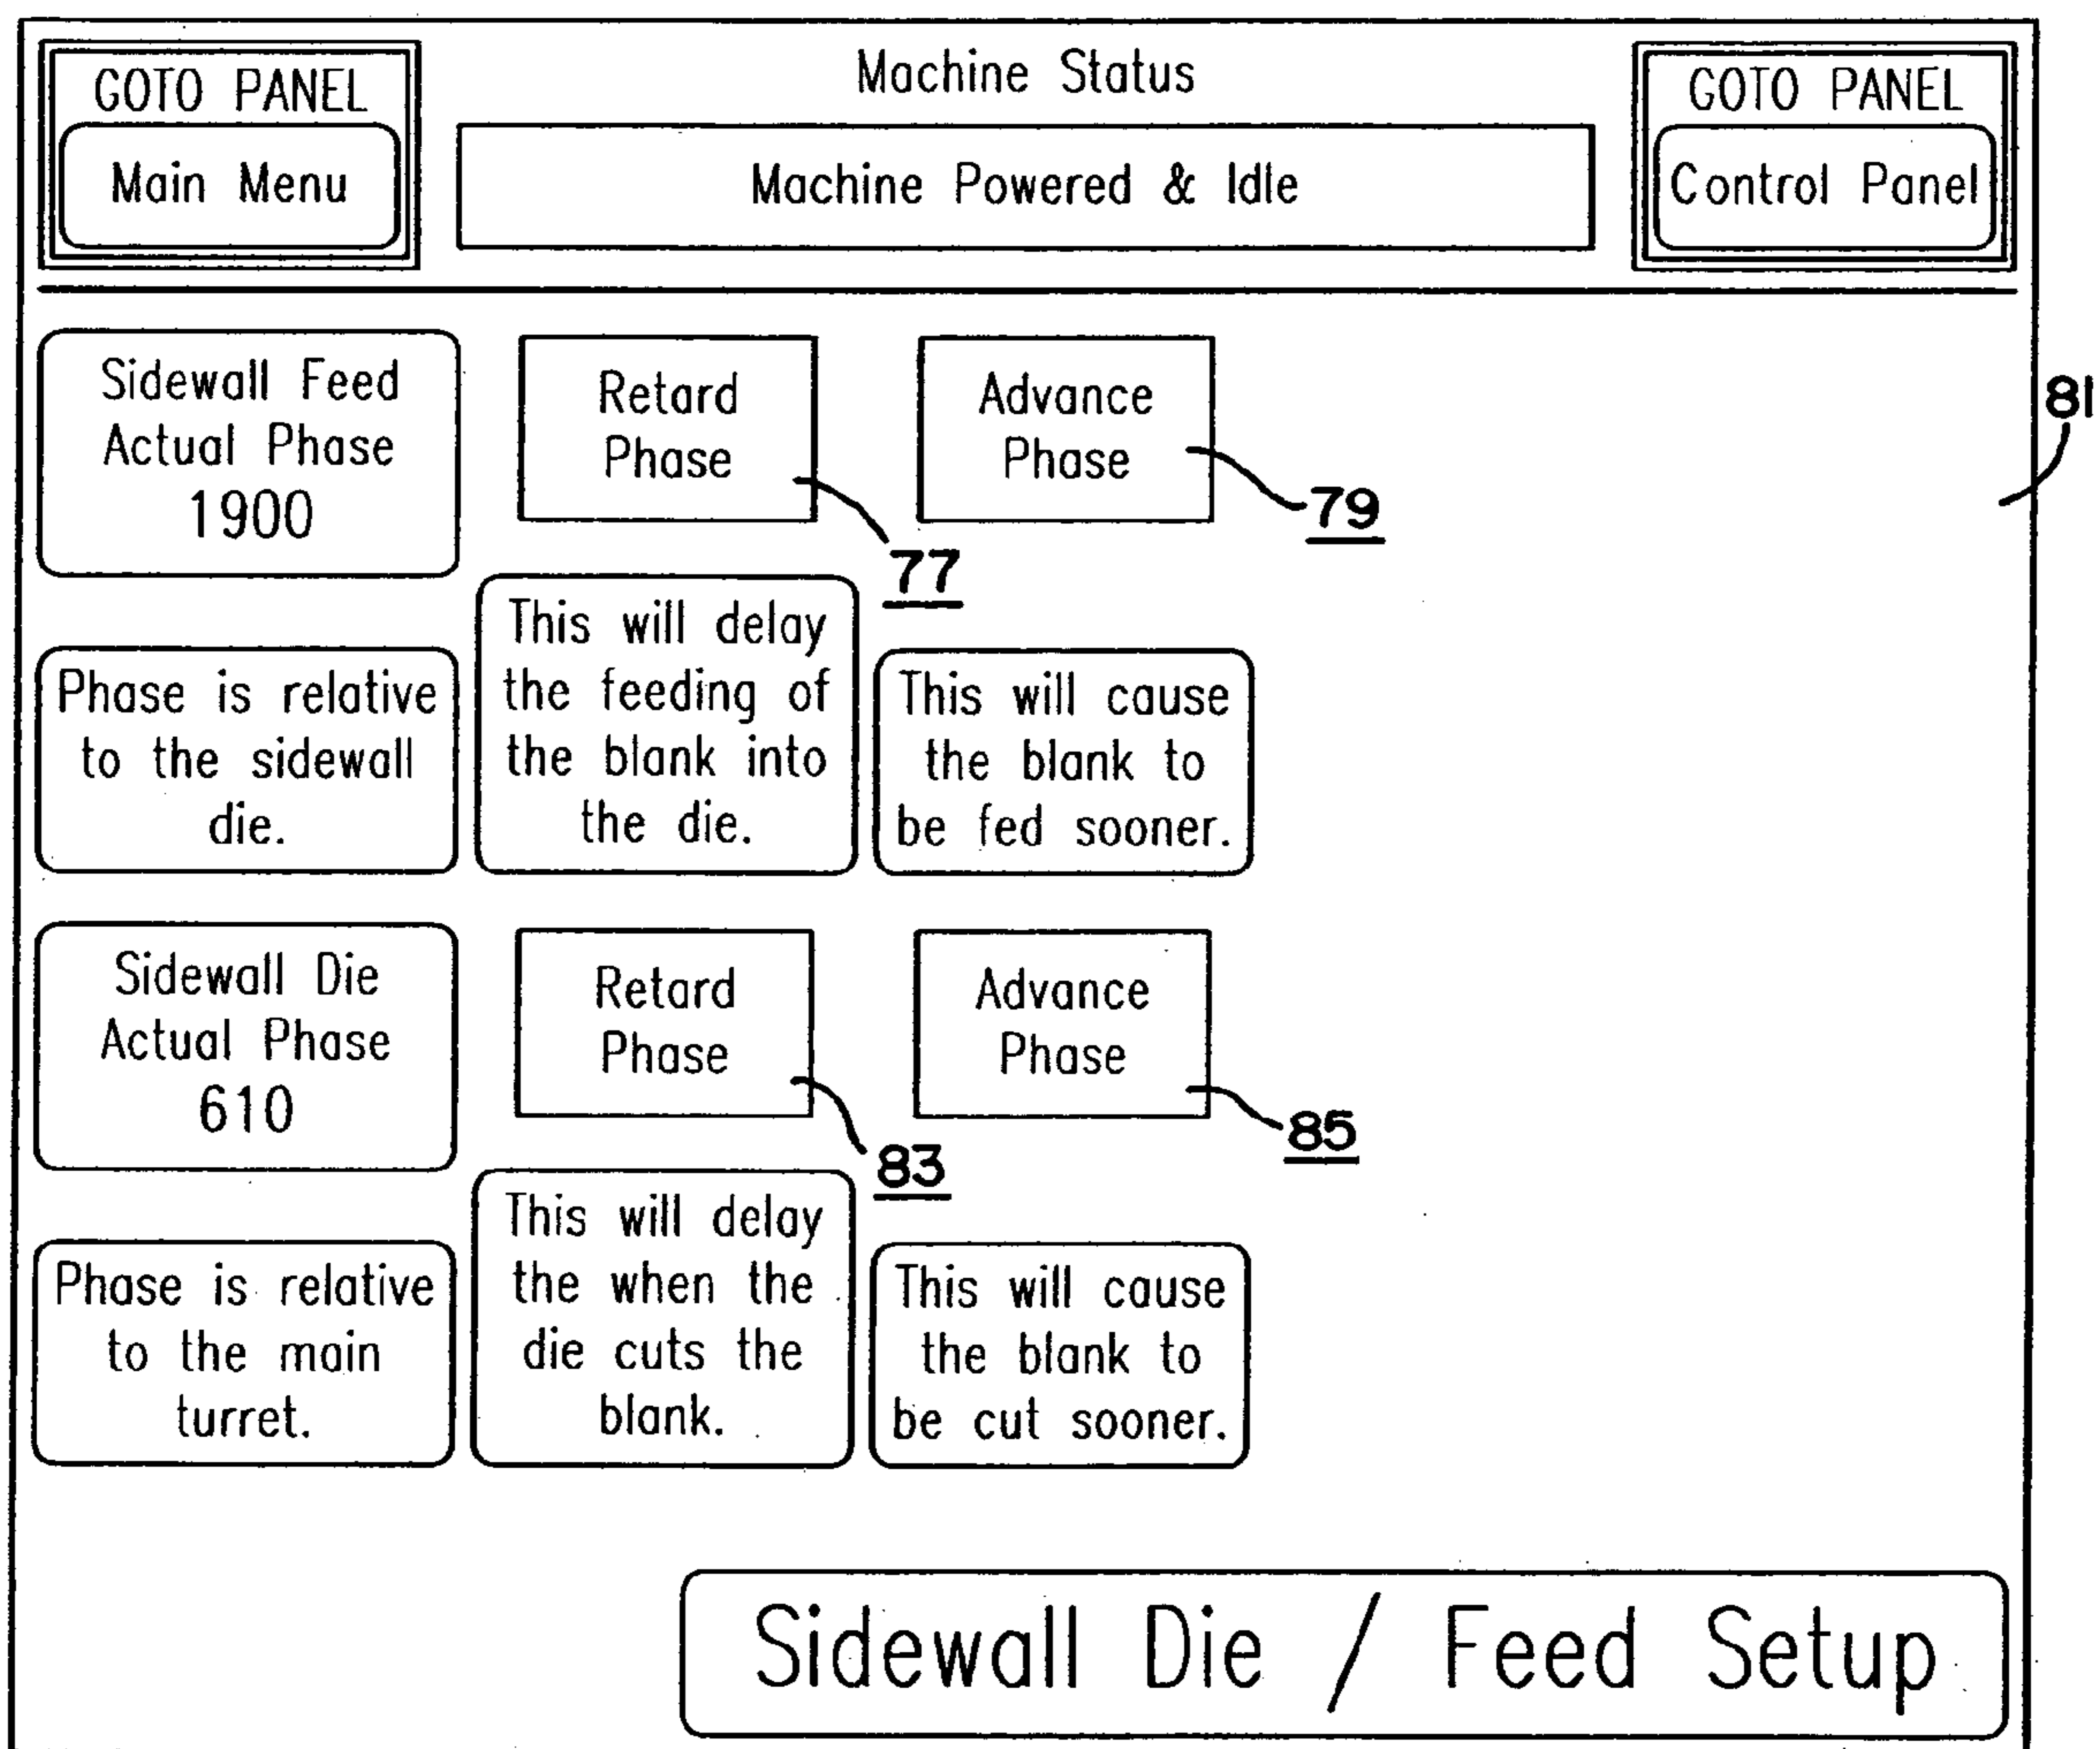 GOTO PANEL
Main Menu
Machine Status
Machine Powered & Idle
GOTO PANEL
Control Panel
Sidewall Feed
Actual Phase
1900
Retard
Phase
77
Advance
Phase
79
81
Phase is relative
to the sidewall
die.
This will delay
the feeding of
the blank into
the die.
This will cause
the blank to
be fed sooner.
Sidewall Die
Actual Phase
610
Retard
Phase
83
Advance
Phase
85
Phase is relative
to the main
turret.
This will delay
the when the
die cuts the
blank.
This will cause
the blank to
be cut sooner.
Sidewall Die / Feed Setup